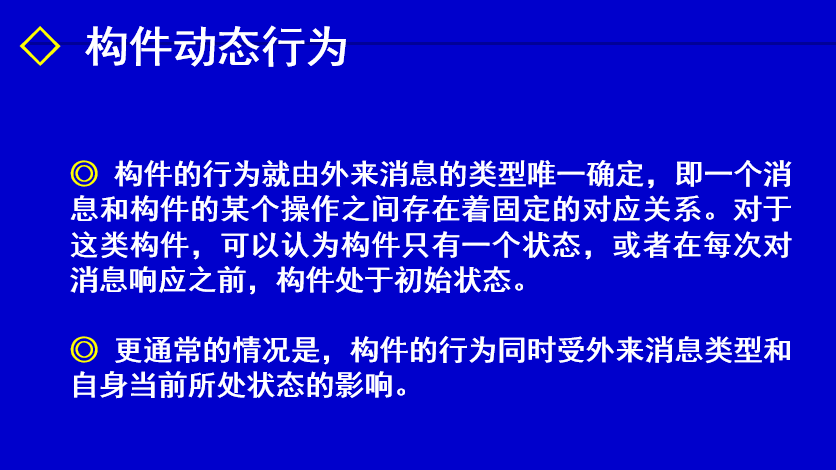 构件动态行为
◎ 构件的行为就由外来消息的类型唯一确定，即一个消
息和构件的某个操作之间存在着固定的对应关系。对于
这类构件，可以认为构件只有一个状态，或者在每次对
消息响应之前，构件处于初始状态。
◎ 更通常的情况是，构件的行为同时受外来消息类型和
自身当前所处状态的影响。